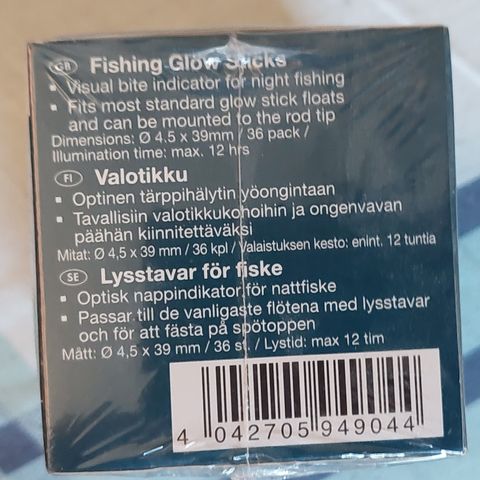 GB Fishing Glow Sticks
▪ Visual bite indicator for night fishing
▪ Fits most standard glow stick floats
and can be mounted to the rod tip
Dimensions: Ø 4,5 x 39mm / 36 pack /
Illumination time: max. 12 hrs
FI Valotikku
▪ Optinen tärppihälytin yöongintaan
▪ Tavallisiin valotikkukohoihin ja ongenvavan
päähän kiinnitettäväksi
Mitat: Ø 4,5 x 39 mm / 36 kpl / Valaistuksen kesto: enint. 12 tuntia
SE Lysstavar för fiske
▪ Optisk nappindikator för nattfiske
▪ Passar till de vanligaste flötena med lysstavar
och för att fästa på spötoppen
Mått: Ø 4,5 x 39 mm / 36 st. / Lystid: max 12 tim
4 042705 949044